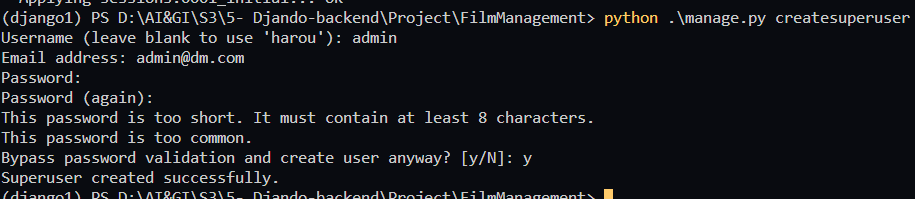 Applying sessions.0001_initial... OK
(django1) PS D:\AI&GI\S3\5- Djando-backend\Project\FilmManagement> python .\manage.py createsuperuser
Username (leave blank to use 'harou'): admin
Email address: admin@dm.com
Password:
Password (again):
This password is too short. It must contain at least 8 characters.
This password is too common.
Bypass password validation and create user anyway? [y/N]: y
Superuser created successfully.
(django1) PS D:\AI&GI\S3\5- Djando-backend\Project\FilmManagement>